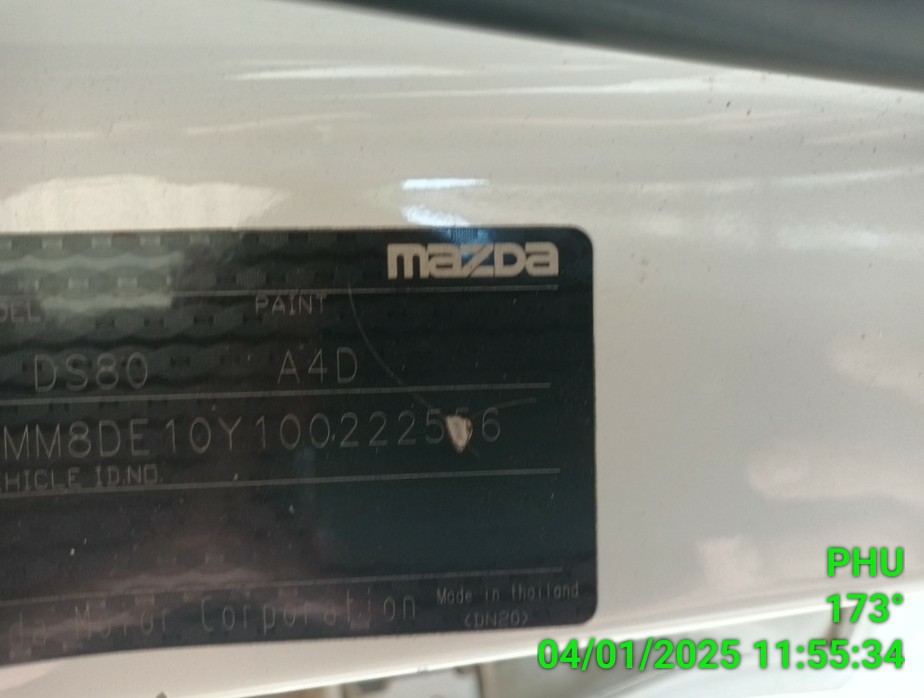 mazda
PAINT
DS80 A4D
MM8DE10Y100222
VEHICLE ID.NO.
Motor Corporation Made in thailand
(DN20)
PHU
173°
04/01/2025 11:55:34